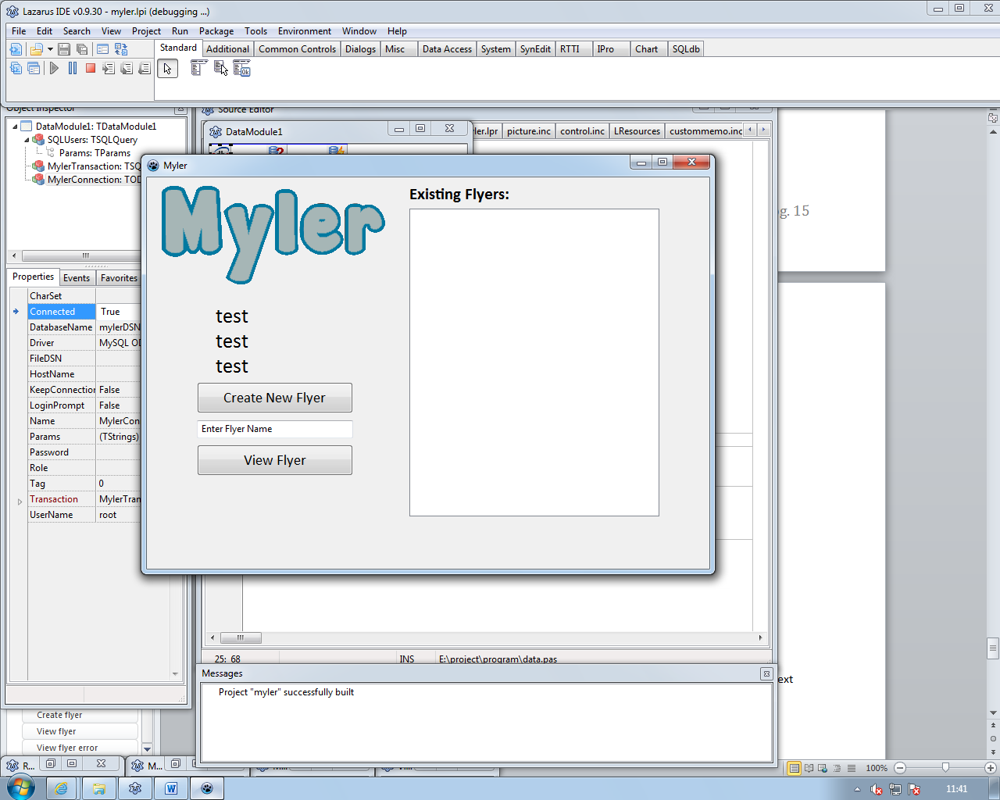 Lazarus IDE v0.9.30 - myler.lpi (debugging ...)
File Edit Search View Project Run Package Tools Environment Window Help
Standard Additional Common Controls Dialogs Misc Data Access System SynEdit RTTI IPro Chart SQLdb
Object Inspector
DataModule1: TDataModule1
SQLUsers: TSQLQuery
Params: TParams
MylerTransaction: TSQ
MylerConnection: TOD
Properties Events Favorites
CharSet
Connected True
DatabaseName mylerDSN
Driver MySQL OD
FileDSN
HostName
KeepConnection False
LoginPrompt False
Name MylerCon
Params (TStrings)
Password
Role
Tag 0
Transaction MylerTran
UserName root
Source Editor
DataModule1
ler.lpr picture.inc control.inc LResources custommemo.inc
Myler
Myler
test
test
test
Create New Flyer
Enter Flyer Name
View Flyer
Existing Flyers:
g. 15
25: 68 INS E:\project\program\data.pas
Messages
Project "myler" successfully built
ext
Create flyer
View flyer
View flyer error
R... M...
100%
11:41